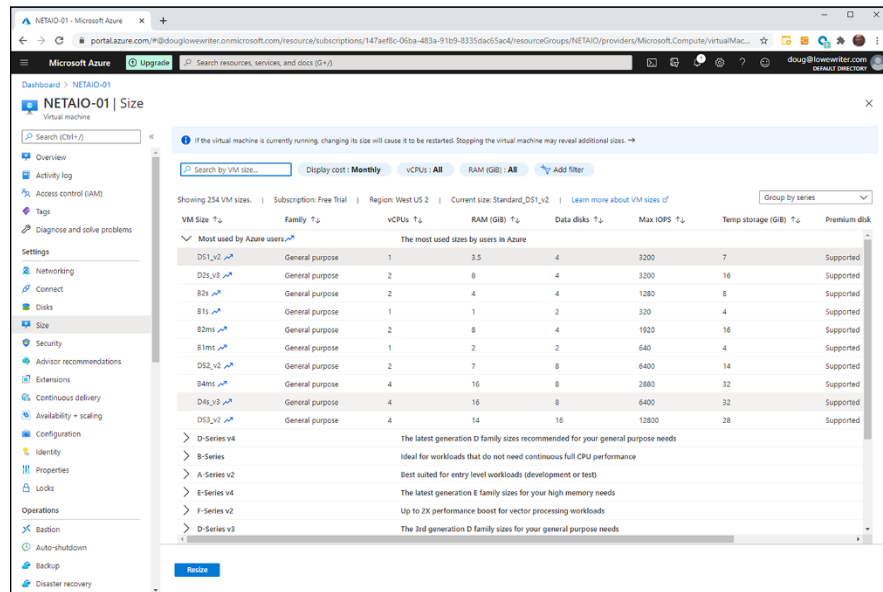 NETAIO-01 - Microsoft Azure
portal.azure.com/#@douglowewriter.onmicrosoft.com/resource/subscriptions/147aef8c-06ba-483a-91b9-8335dac65ac4/resourceGroups/NETAIO/providers/Microsoft.Compute/virtualMac...
Microsoft Azure Upgrade Search resources, services, and docs (G+/) doug@lowewriter.com
DEFAULT DIRECTORY
Dashboard > NETAIO-01
NETAIO-01 | Size
Virtual machine
Search (Ctrl+/)
Overview
Activity log
Access control (IAM)
Tags
Diagnose and solve problems
Settings
Networking
Connect
Disks
Size
Security
Advisor recommendations
Extensions
Continuous delivery
Availability + scaling
Configuration
Identity
Properties
Locks
Operations
Bastion
Auto-shutdown
Backup
Disaster recovery
If the virtual machine is currently running, changing its size will cause it to be restarted. Stopping the virtual machine may reveal additional sizes. →
Search by VM size... Display cost : Monthly vCPUs : All RAM (GiB) : All Add filter
Showing 254 VM sizes. | Subscription: Free Trial | Region: West US 2 | Current size: Standard_DS1_v2 | Learn more about VM sizes Group by series
VM Size ↑↓ Family ↑↓ vCPUs ↑↓ RAM (GiB) ↑↓ Data disks ↑↓ Max IOPS ↑↓ Temp storage (GiB) ↑↓ Premium disk
Most used by Azure users The most used sizes by users in Azure
DS1_v2 General purpose 1 3.5 4 3200 7 Supported
D2s_v3 General purpose 2 8 4 3200 16 Supported
B2s General purpose 2 4 4 1280 8 Supported
B1s General purpose 1 1 2 320 4 Supported
B2ms General purpose 2 8 4 1920 16 Supported
B1ms General purpose 1 2 2 640 4 Supported
DS2_v2 General purpose 2 7 8 6400 14 Supported
B4ms General purpose 4 16 8 2880 32 Supported
D4s_v3 General purpose 4 16 8 6400 32 Supported
DS3_v2 General purpose 4 14 16 12800 28 Supported
D-Series v4 The latest generation D family sizes recommended for your general purpose needs
B-Series Ideal for workloads that do not need continuous full CPU performance
A-Series v2 Best suited for entry level workloads (development or test)
E-Series v4 The latest generation E family sizes for your high memory needs
F-Series v2 Up to 2X performance boost for vector processing workloads
D-Series v3 The 3rd generation D family sizes for your general purpose needs
Resize